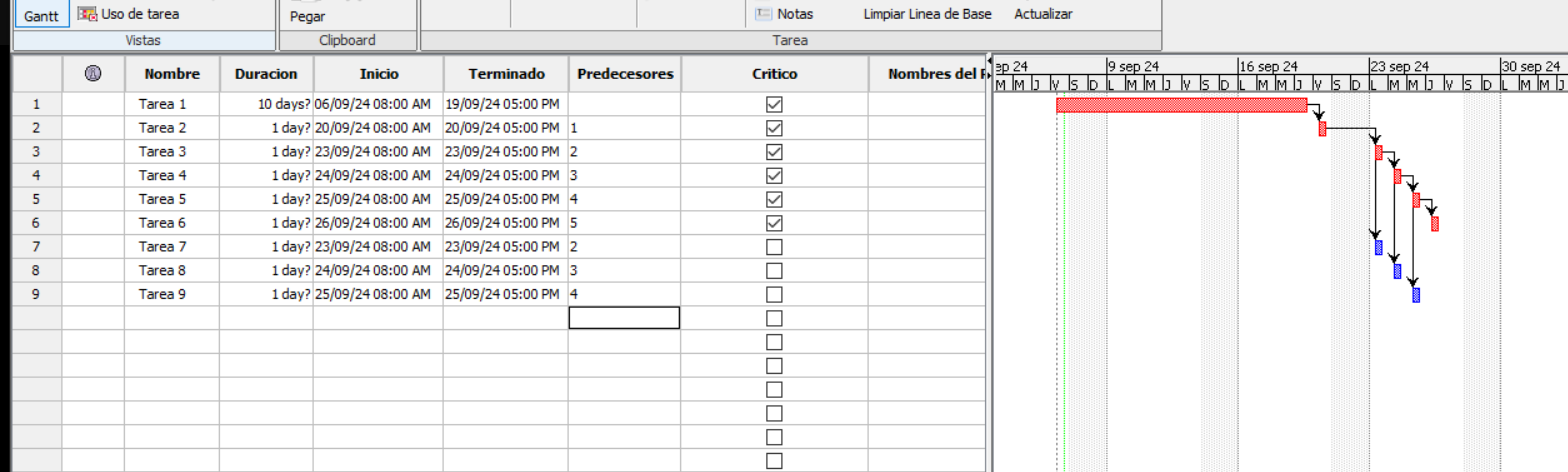 Gantt Uso de tarea Pegar Notas Limpiar Linea de Base Actualizar
Vistas Clipboard Tarea
Nombre Duracion Inicio Terminado Predecesores Critico Nombres del
ep 24 9 sep 24 16 sep 24 23 sep 24 30 sep 24
M M J V S D L M M J V S D L M M J V S D L M M J V S D L M M J
1 Tarea 1 10 days? 06/09/24 08:00 AM 19/09/24 05:00 PM
2 Tarea 2 1 day? 20/09/24 08:00 AM 20/09/24 05:00 PM 1
3 Tarea 3 1 day? 23/09/24 08:00 AM 23/09/24 05:00 PM 2
4 Tarea 4 1 day? 24/09/24 08:00 AM 24/09/24 05:00 PM 3
5 Tarea 5 1 day? 25/09/24 08:00 AM 25/09/24 05:00 PM 4
6 Tarea 6 1 day? 26/09/24 08:00 AM 26/09/24 05:00 PM 5
7 Tarea 7 1 day? 23/09/24 08:00 AM 23/09/24 05:00 PM 2
8 Tarea 8 1 day? 24/09/24 08:00 AM 24/09/24 05:00 PM 3
9 Tarea 9 1 day? 25/09/24 08:00 AM 25/09/24 05:00 PM 4